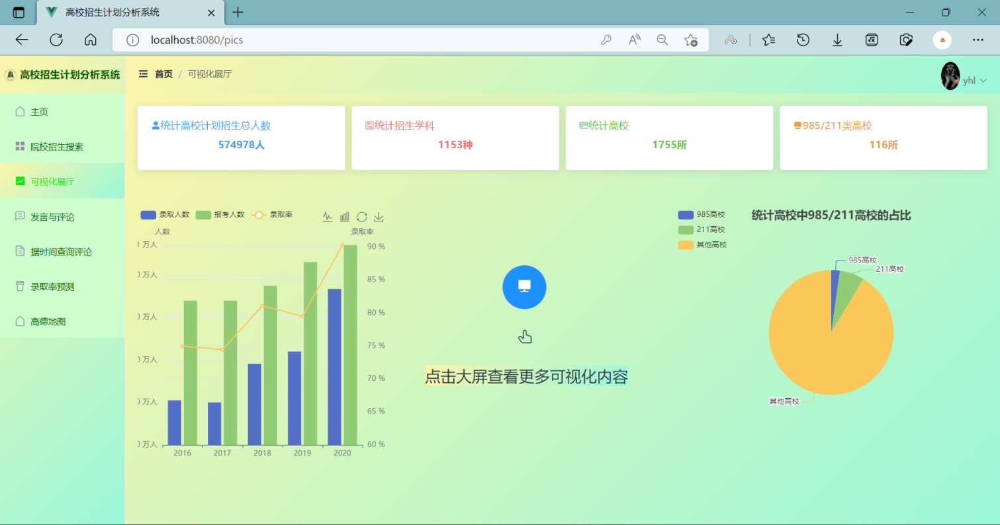 高校招生计划分析系统
localhost:8080/pics
高校招生计划分析系统
首页 / 可视化展厅
yhl
主页
院校招生搜索
可视化展厅
发言与评论
据时间查询评论
录取率预测
高德地图
统计高校计划招生总人数
574978人
统计招生学科
1153种
统计高校
1755所
985/211类高校
116所
录取人数 报考人数 录取率
人数 录取率
万人 90 %
0 万人 85 %
0 万人 80 %
75 %
0 万人 70 %
0 万人 65 %
0 万人 60 %
2016 2017 2018 2019 2020
点击大屏查看更多可视化内容
985高校
211高校
其他高校
统计高校中985/211高校的占比
985高校
211高校
其他高校